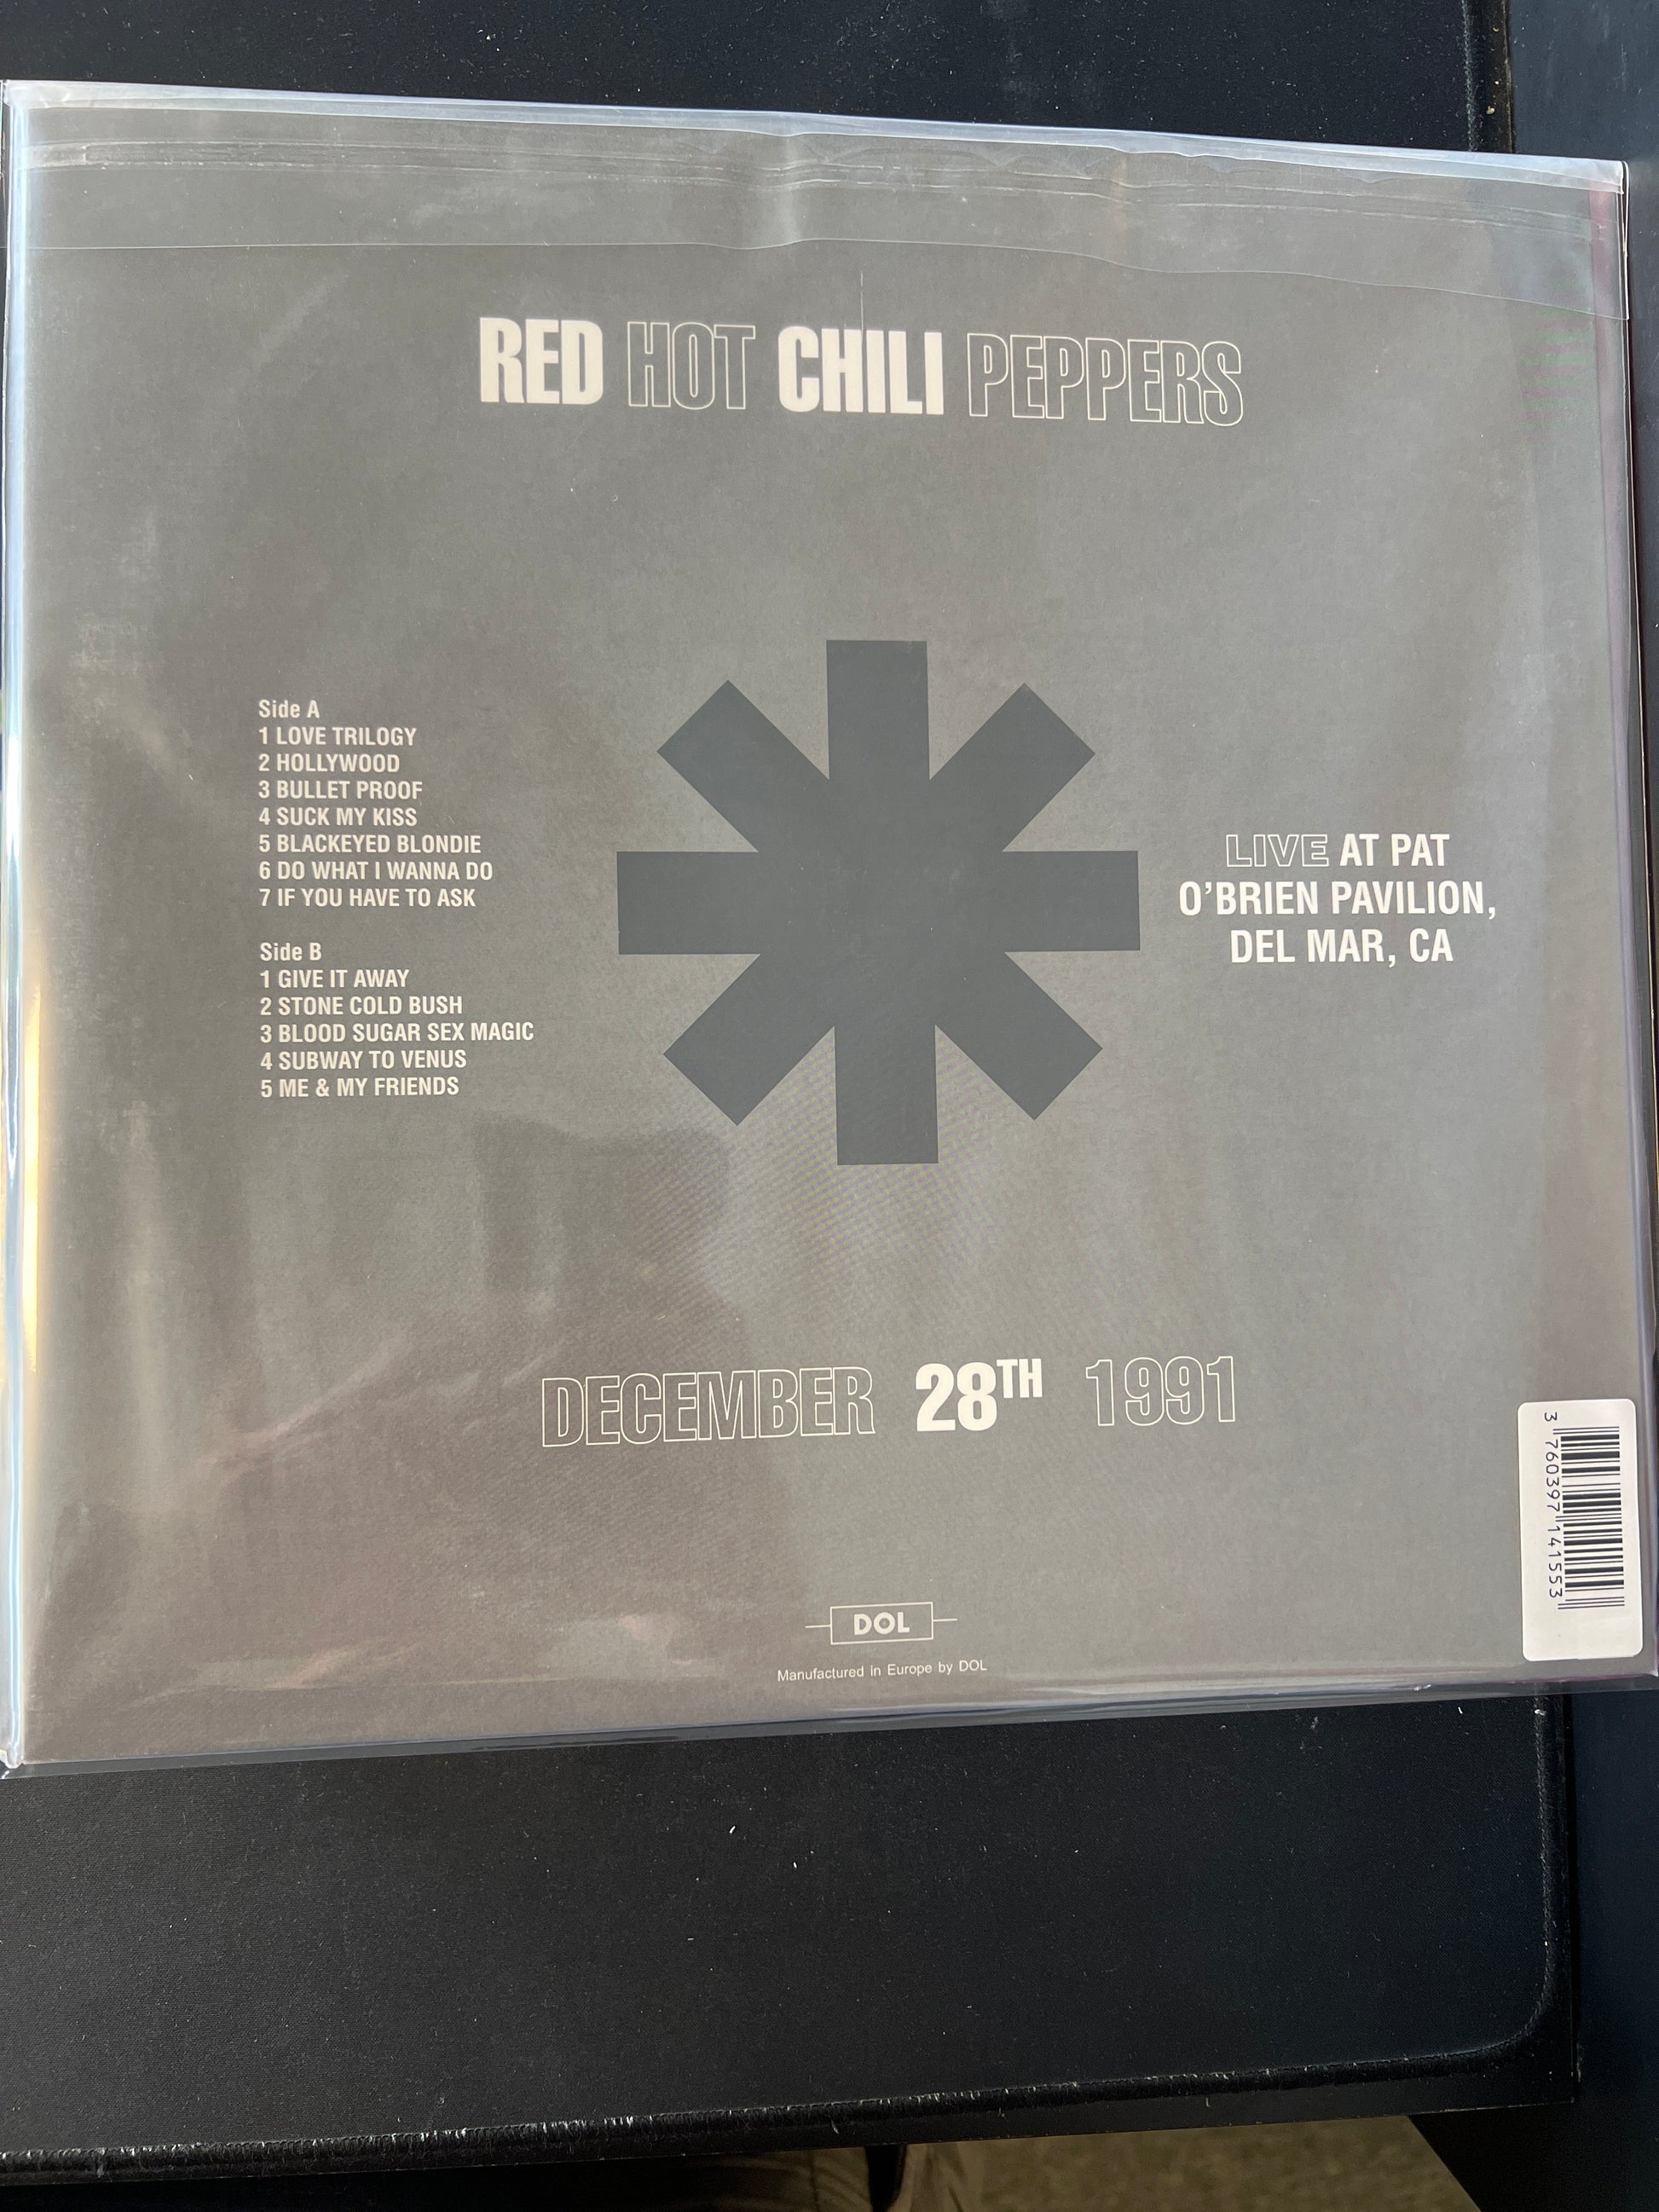 RED HOT CHILI PEPPERS
Side A
1 LOVE TRILOGY
2 HOLLYWOOD
3 BULLET PROOF
4 SUCK MY KISS
5 BLACKEYED BLONDIE
6 DO WHAT I WANNA DO
7 IF YOU HAVE TO ASK
Side B
1 GIVE IT AWAY
2 STONE COLD BUSH
3 BLOOD SUGAR SEX MAGIC
4 SUBWAY TO VENUS
5 ME & MY FRIENDS
LIVE AT PAT
O'BRIEN PAVILION,
DEL MAR, CA
DECEMBER 28TH 1991
3 760397 141553
DOL
Manufactured in Europe by DOL